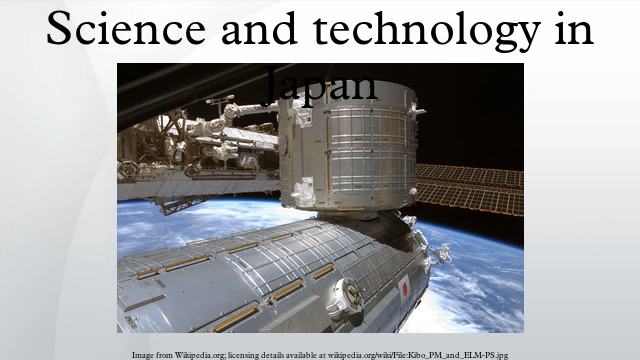 Science and technology in
Japan
Image from Wikipedia.org; licensing details available at wikipedia.org/wiki/File:Kibo_PM_and_ELM-PS.jpg